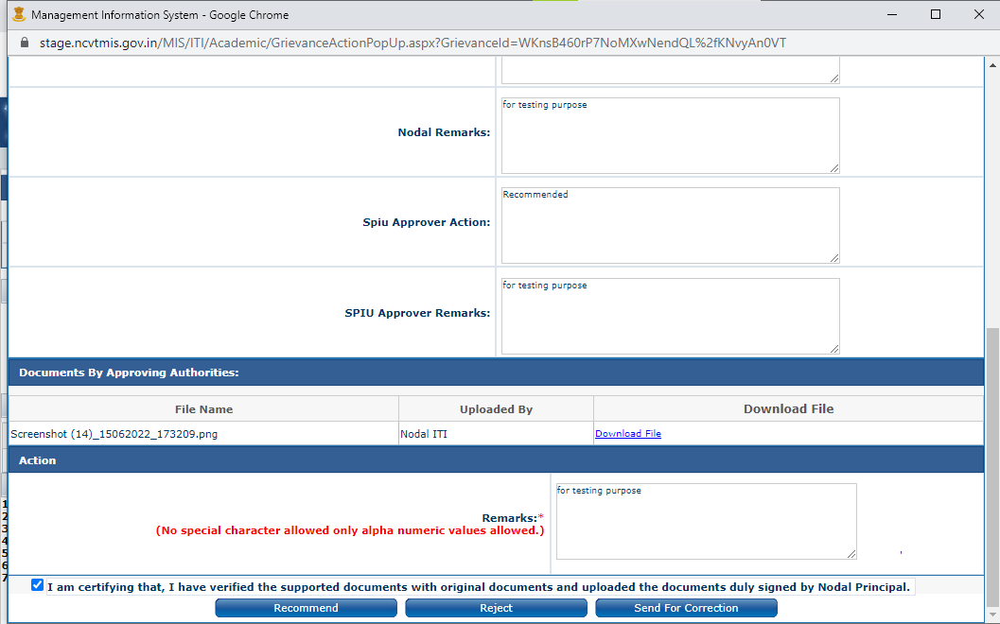 Management Information System - Google Chrome
stage.ncvtmis.gov.in/MIS/ITI/Academic/GrievanceActionPopUp.aspx?GrievanceId=WKnsB460rP7NoMXwNendQL%2fKNvyAn0VT
Nodal Remarks:
for testing purpose
Spiu Approver Action:
Recommended
SPIU Approver Remarks:
for testing purpose
Documents By Approving Authorities:
File Name Uploaded By Download File
Screenshot (14)_15062022_173209.png Nodal ITI Download File
Action
Remarks:*
(No special character allowed only alpha numeric values allowed.)
for testing purpose
,
1
2
3
4
5
6
7
I am certifying that, I have verified the supported documents with original documents and uploaded the documents duly signed by Nodal Principal.
Recommend Reject Send For Correction